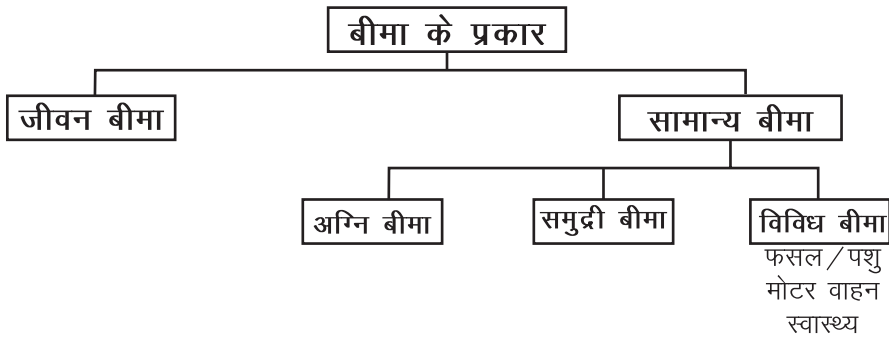 बीमा के प्रकार
जीवन बीमा
सामान्य बीमा
अग्नि बीमा
समुद्री बीमा
विविध बीमा
फसल/पशु
मोटर वाहन
स्वास्थ्य